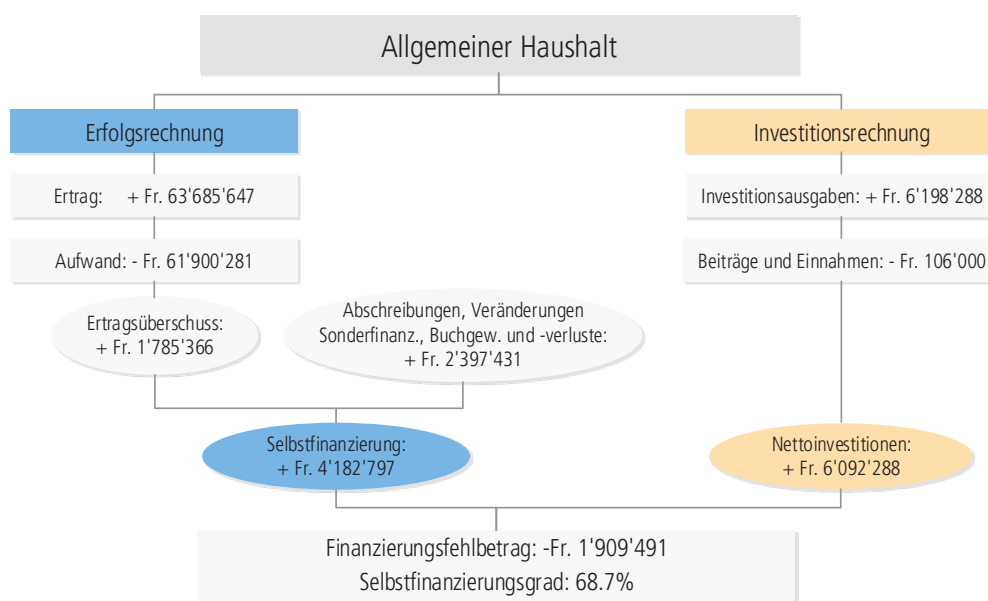 Allgemeiner Haushalt
Erfolgsrechnung
Ertrag: + Fr. 63'685'647
Aufwand: - Fr. 61'900'281
Ertragsüberschuss:
+ Fr. 1'785'366
Abschreibungen, Veränderungen
Sonderfinanz., Buchgew. und -verluste:
+ Fr. 2'397'431
Selbstfinanzierung:
+ Fr. 4'182'797
Investitionsrechnung
Investitionsausgaben: + Fr. 6'198'288
Beiträge und Einnahmen: - Fr. 106'000
Nettoinvestitionen:
+ Fr. 6'092'288
Finanzierungsfehlbetrag: -Fr. 1'909'491
Selbstfinanzierungsgrad: 68.7%